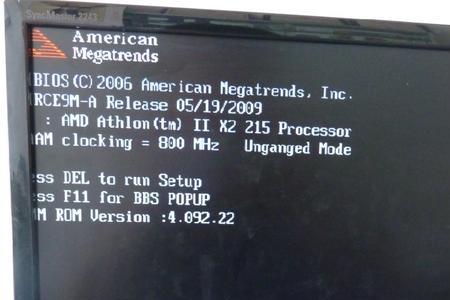 SyncMaster 2243
American
Megatrends
BIOS(C)2006 American Megatrends, Inc.
RCE9M-A Release 05/19/2009
: AMD Athlon(tm) II X2 215 Processor
AM clocking = 800 MHz Unganged Mode
ss DEL to run Setup
ss F11 for BBS POPUP
M ROM Version :4.092.22